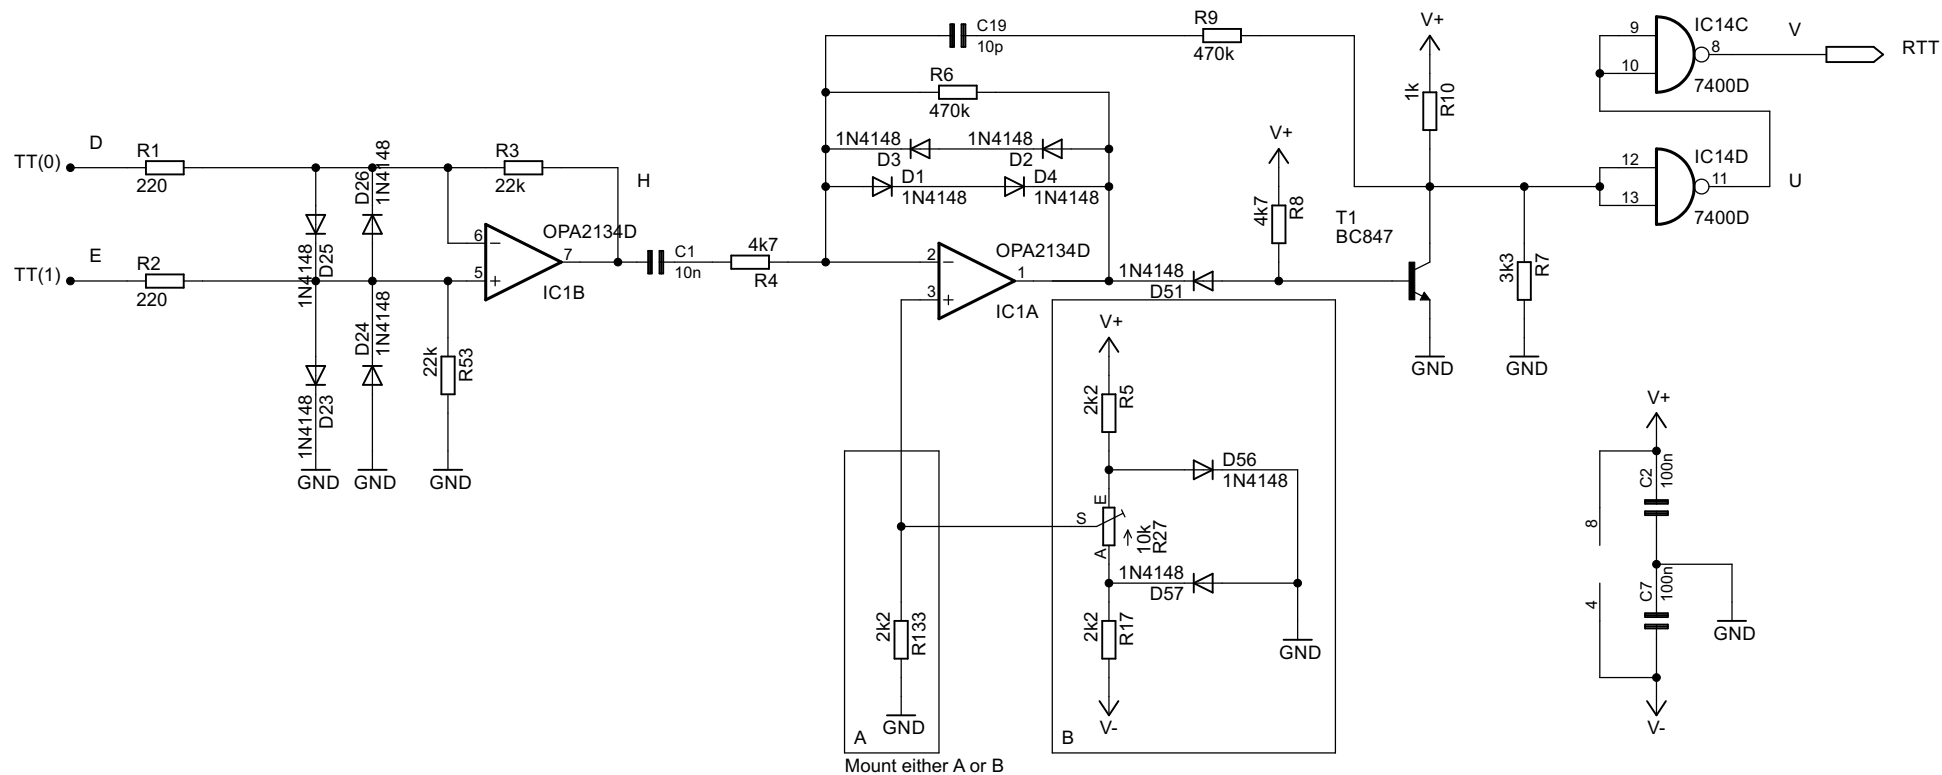 TT(0)
D
R1
220
TT(1)
E
R2
220
1N4148
D25
D26
1N4148
1N4148
D23
D24
1N4148
GND
GND
GND
22k
R53
R3
22k
H
6
5
7
OPA2134D
IC1B
C1
10n
4k7
R4
C19
10p
R9
470k
R6
470k
1N4148
D3
1N4148
D2
D1
1N4148
D4
1N4148
2
3
1
OPA2134D
IC1A
1N4148
D51
V+
4k7
R8
T1
BC847
V+
1k
R10
GND
3k3
R7
GND
9
10
8
IC14C
7400D
V
RTT
12
13
11
IC14D
7400D
U
V+
2k2
R5
D56
1N4148
E
S
A
10k
R27
1N4148
D57
2k2
R17
V-
GND
B
2k2
R133
GND
A
Mount either A or B
V+
C2
100n
8
4
C7
100n
GND
V-